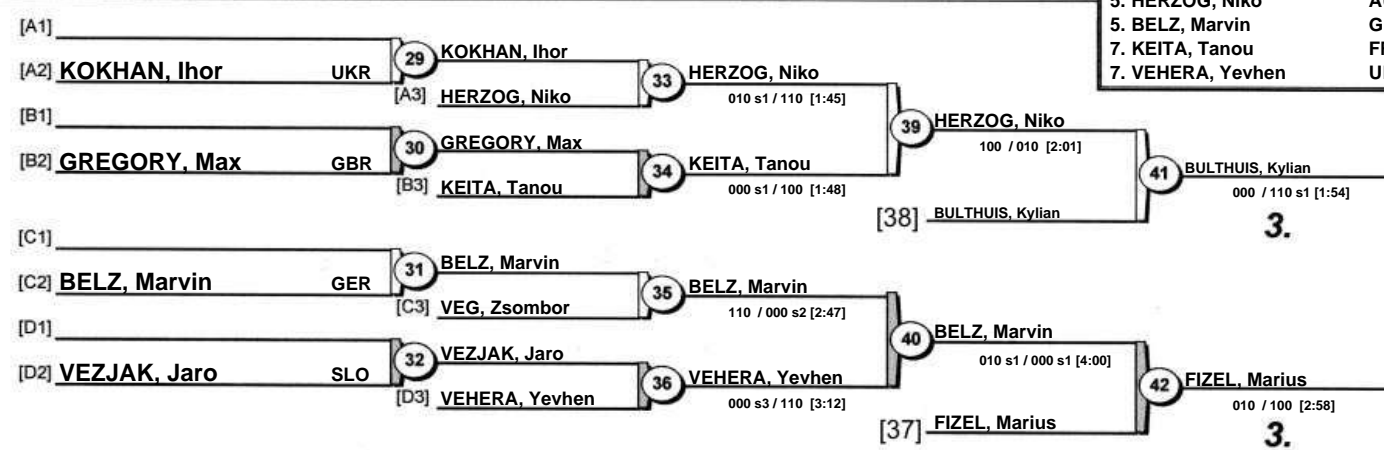 5. HERZOG, Niko
5. BELZ, Marvin
7. KEITA, Tanou
7. VEHERA, Yevhen
[A1]
[A2] KOKHAN, Ihor UKR
29
KOKHAN, Ihor
[A3] HERZOG, Niko
33
HERZOG, Niko
010 s1 / 110 [1:45]
[B1]
[B2] GREGORY, Max GBR
30
GREGORY, Max
[B3] KEITA, Tanou
34
KEITA, Tanou
000 s1 / 100 [1:48]
39
HERZOG, Niko
100 / 010 [2:01]
[38] BULTHUIS, Kylian
41
BULTHUIS, Kylian
000 / 110 s1 [1:54]
3.
[C1]
[C2] BELZ, Marvin GER
31
BELZ, Marvin
[C3] VEG, Zsombor
35
BELZ, Marvin
110 / 000 s2 [2:47]
[D1]
[D2] VEZJAK, Jaro SLO
32
VEZJAK, Jaro
[D3] VEHERA, Yevhen
36
VEHERA, Yevhen
000 s3 / 110 [3:12]
40
BELZ, Marvin
010 s1 / 000 s1 [4:00]
[37] FIZEL, Marius
42
FIZEL, Marius
010 / 100 [2:58]
3.